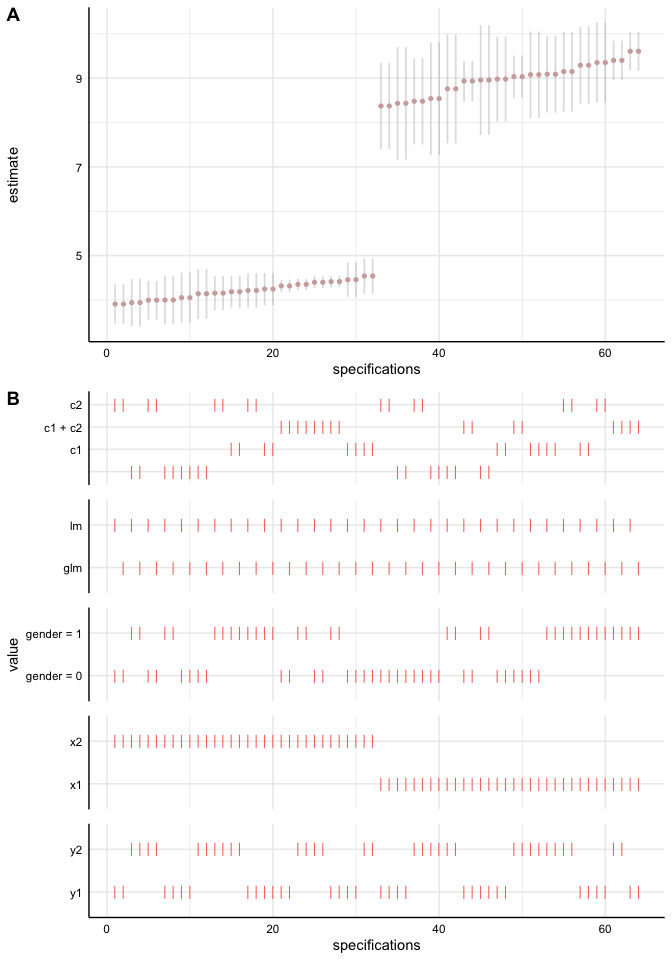 A
estimate
9
7
5
0
20
40
60
specifications
B
value
c2
c1 + c2
c1
lm
glm
gender = 1
gender = 0
x2
x1
y2
y1
0
20
40
60
specifications